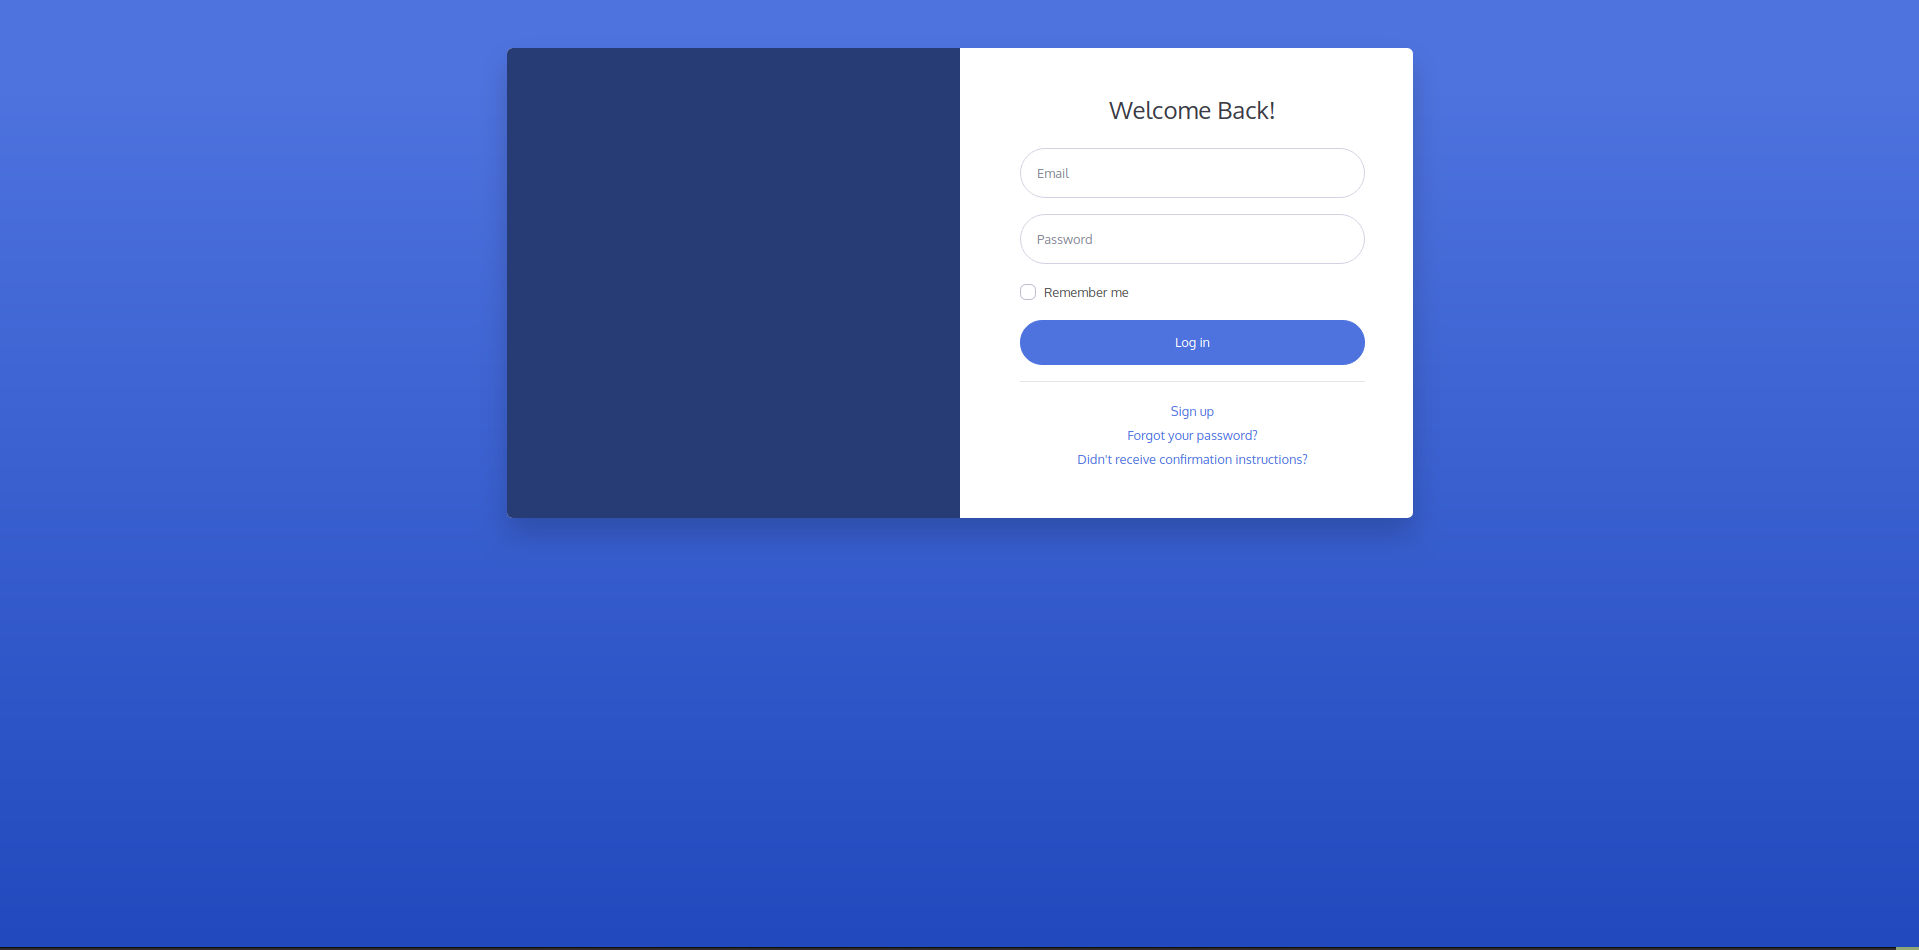 Welcome Back!
Email
Password
Remember me
Log in
Sign up
Forgot your password?
Didn't receive confirmation instructions?